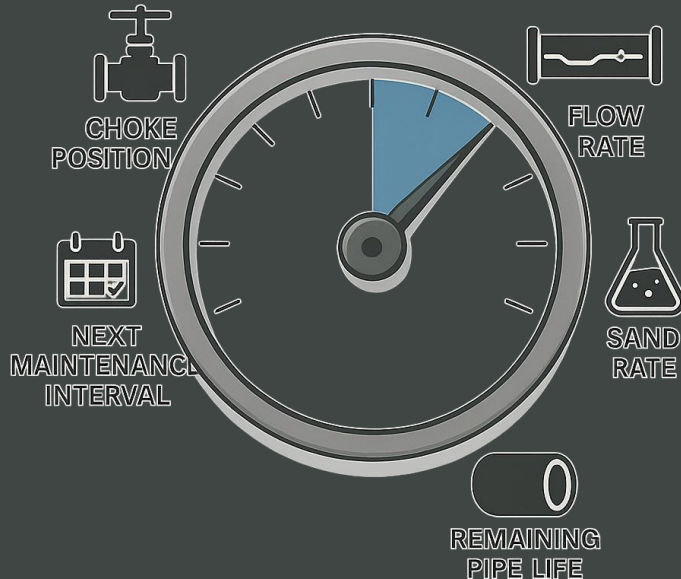 CHOKE
POSITION
FLOW
RATE
NEXT
MAINTENANCE
INTERVAL
SAND
RATE
REMAINING
PIPE LIFE